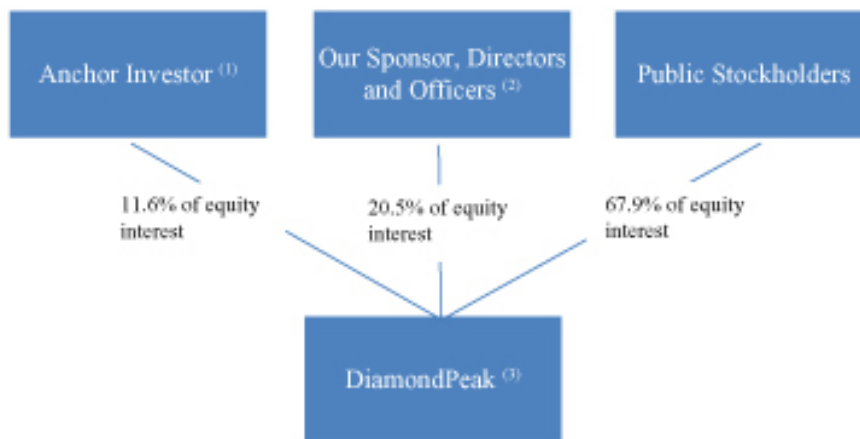 Anchor Investor (1)
Our Sponsor, Directors
and Officers (2)
Public Stockholders
11.6% of equity
interest
20.5% of equity
interest
67.9% of equity
interest
DiamondPeak (3)